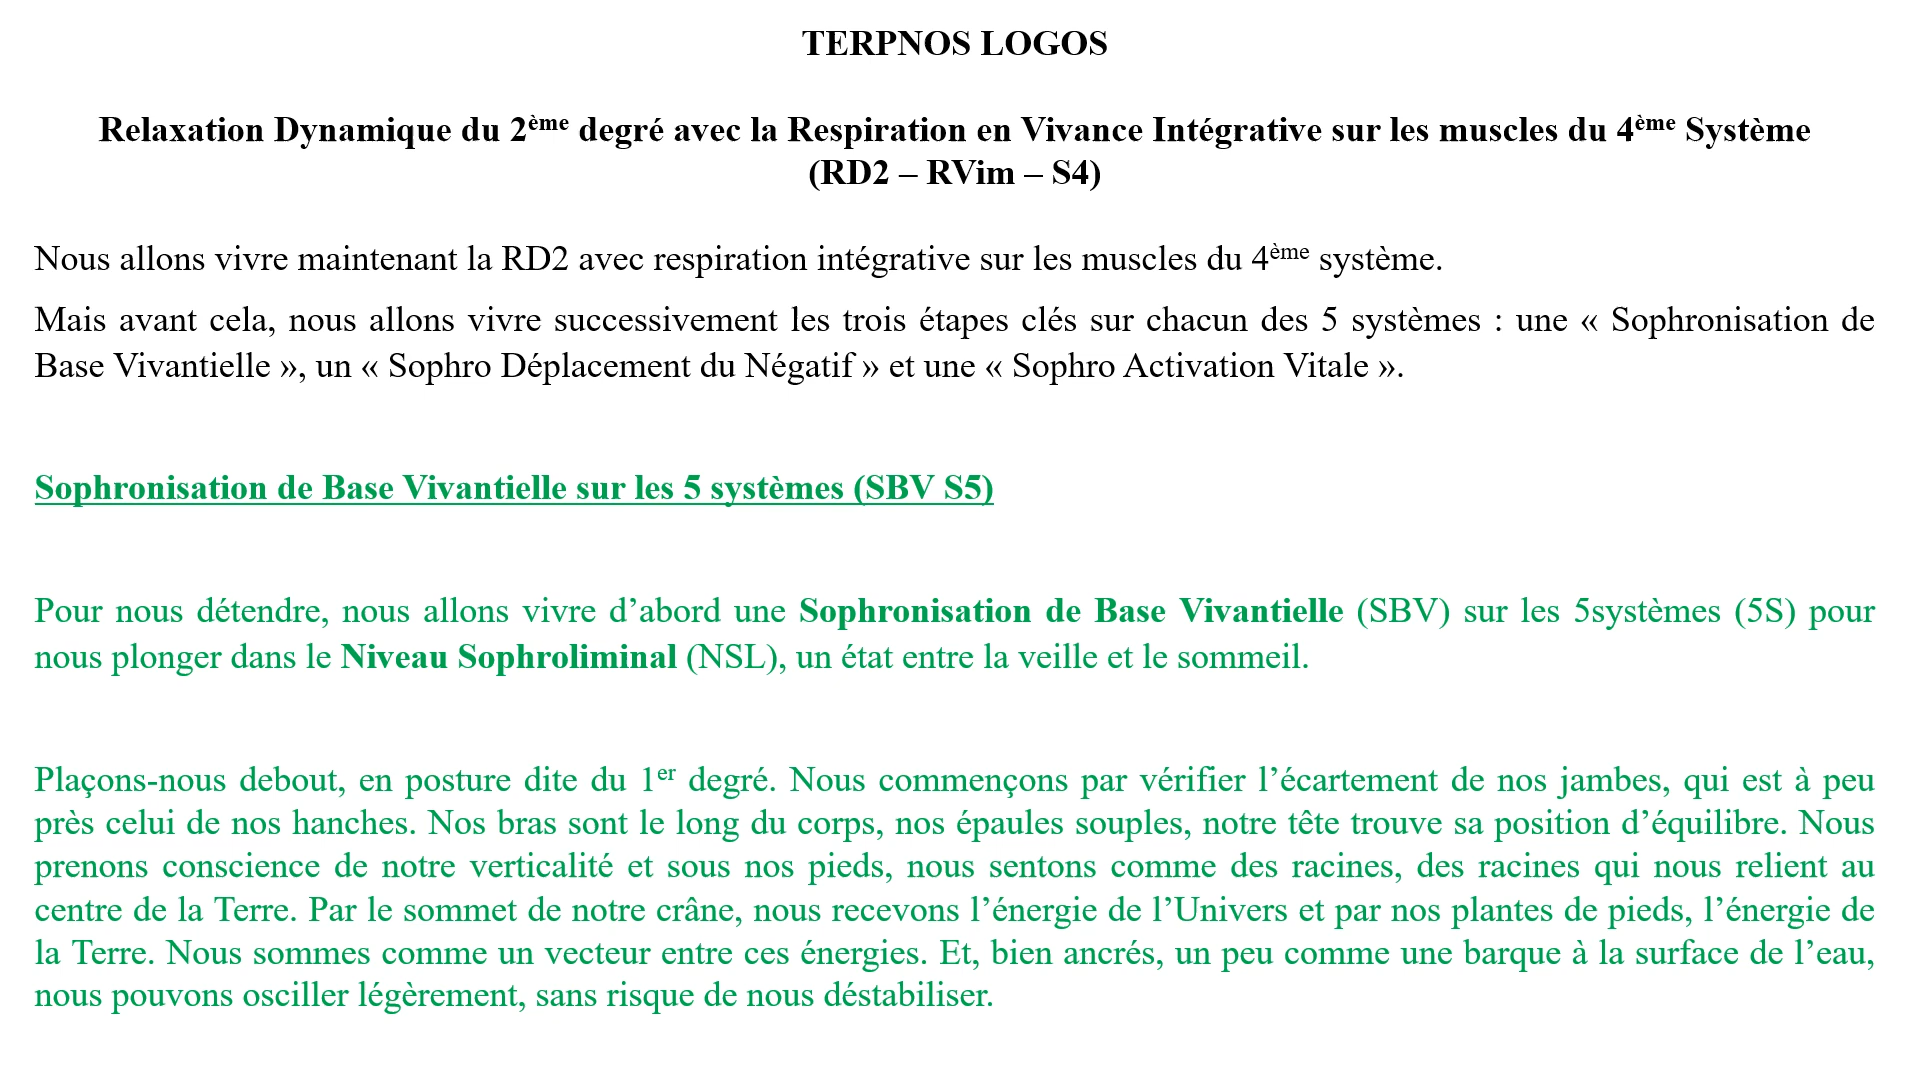 TERPNOS LOGOS
Relaxation Dynamique du 2ème degré avec la Respiration en Vivance Intégrative sur les muscles du 4ème Système
(RD2 – RVim – S4)
Nous allons vivre maintenant la RD2 avec respiration intégrative sur les muscles du 4ème système.
Mais avant cela, nous allons vivre successivement les trois étapes clés sur chacun des 5 systèmes : une « Sophronisation de
Base Vivantielle », un « Sophro Déplacement du Négatif » et une « Sophro Activation Vitale ».
Sophronisation de Base Vivantielle sur les 5 systèmes (SBV S5)
Pour nous détendre, nous allons vivre d’abord une Sophronisation de Base Vivantielle (SBV) sur les 5systèmes (5S) pour
nous plonger dans le Niveau Sophroliminal (NSL), un état entre la veille et le sommeil.
Plaçons-nous debout, en posture dite du 1er degré. Nous commençons par vérifier l’écartement de nos jambes, qui est à peu
près celui de nos hanches. Nos bras sont le long du corps, nos épaules souples, notre tête trouve sa position d’équilibre. Nous
prenons conscience de notre verticalité et sous nos pieds, nous sentons comme des racines, des racines qui nous relient au
centre de la Terre. Par le sommet de notre crâne, nous recevons l’énergie de l’Univers et par nos plantes de pieds, l’énergie de
la Terre. Nous sommes comme un vecteur entre ces énergies. Et, bien ancrés, un peu comme une barque à la surface de l’eau,
nous pouvons osciller légèrement, sans risque de nous déstabiliser.